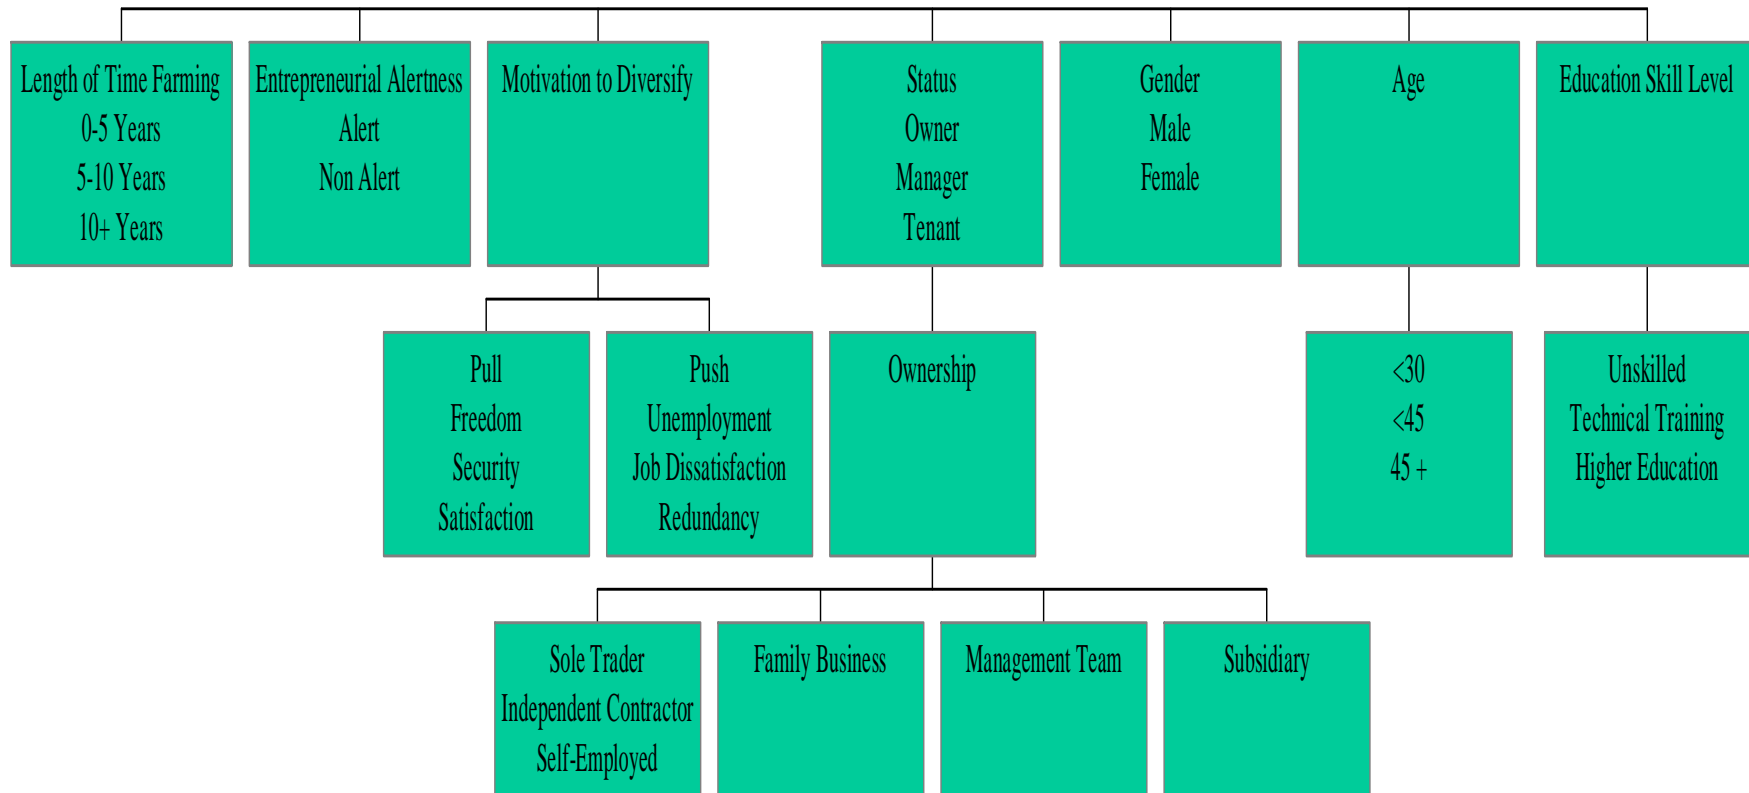 Length of Time Farming
0-5 Years
5-10 Years
10+ Years
Entrepreneurial Alertness
Alert
Non Alert
Motivation to Diversify
Status
Owner
Manager
Tenant
Gender
Male
Female
Age
Education Skill Level
Pull
Freedom
Security
Satisfaction
Push
Unemployment
Job Dissatisfaction
Redundancy
Ownership
<30
<45
45 +
Unskilled
Technical Training
Higher Education
Sole Trader
Independent Contractor
Self-Employed
Family Business
Management Team
Subsidiary